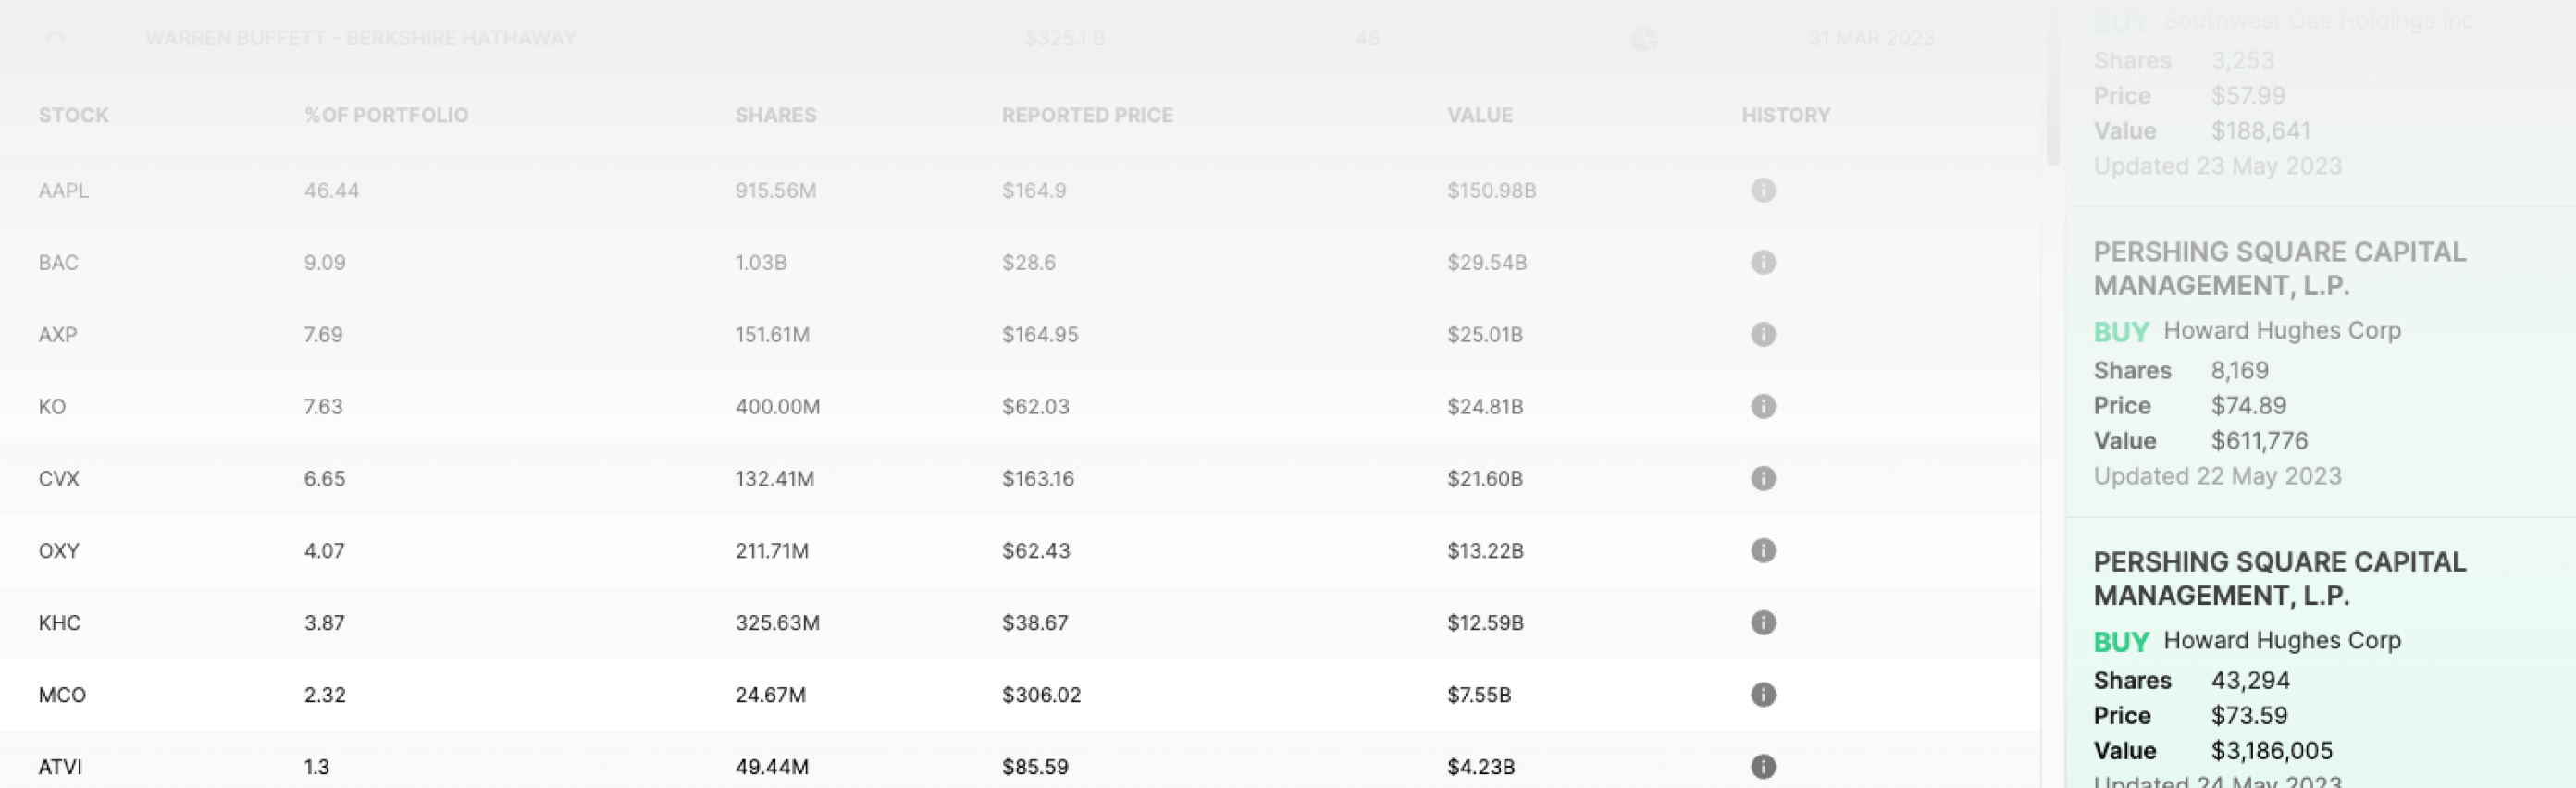 WARREN BUFFETT - BERKSHIRE HATHAWAY $325.1 B 48 31 MAR 2023
STOCK %OF PORTFOLIO SHARES REPORTED PRICE VALUE HISTORY
AAPL 46.44 915.56M $164.9 $150.98B
BAC 9.09 1.03B $28.6 $29.54B
AXP 7.69 151.61M $164.95 $25.01B
KO 7.63 400.00M $62.03 $24.81B
CVX 6.65 132.41M $163.16 $21.60B
OXY 4.07 211.71M $62.43 $13.22B
KHC 3.87 325.63M $38.67 $12.59B
MCO 2.32 24.67M $306.02 $7.55B
ATVI 1.3 49.44M $85.59 $4.23B
BUY Southwest Gas Holdings Inc
Shares 3,253
Price $57.99
Value $188,641
Updated 23 May 2023
PERSHING SQUARE CAPITAL
MANAGEMENT, L.P.
BUY Howard Hughes Corp
Shares 8,169
Price $74.89
Value $611,776
Updated 22 May 2023
PERSHING SQUARE CAPITAL
MANAGEMENT, L.P.
BUY Howard Hughes Corp
Shares 43,294
Price $73.59
Value $3,186,005
Updated 24 May 2023